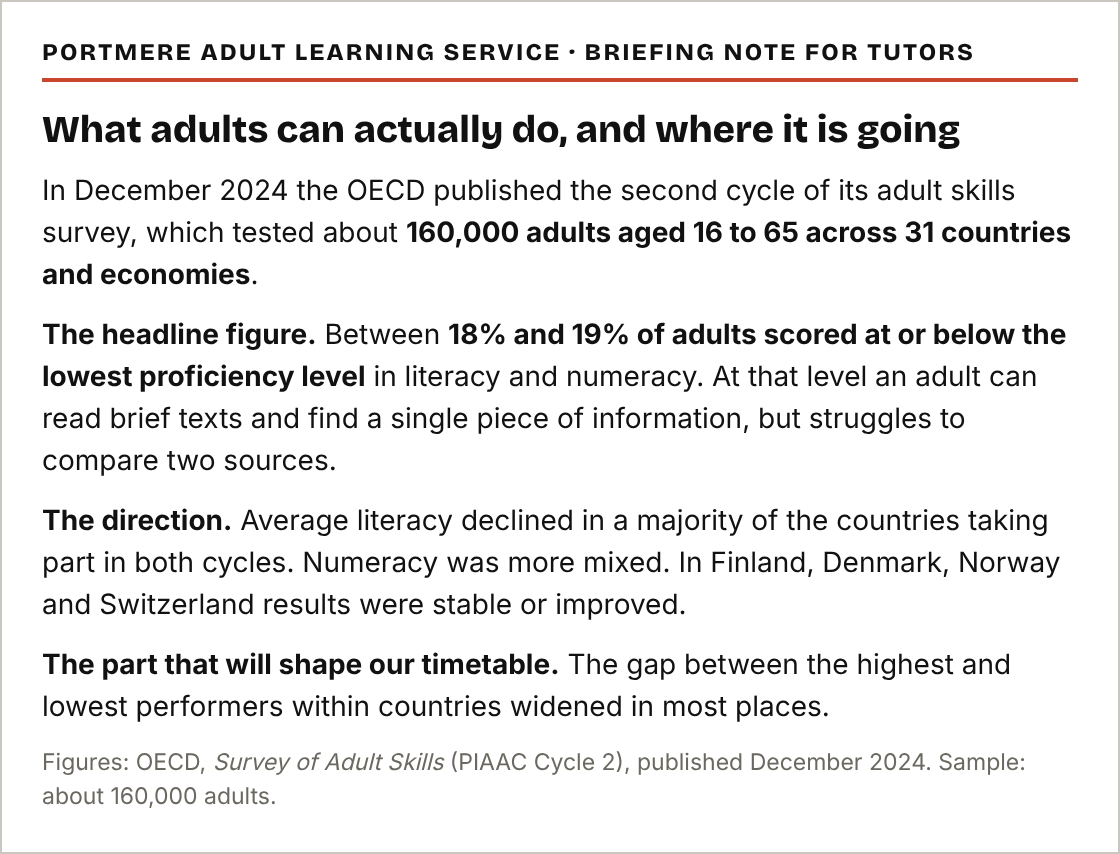 PORTMERE ADULT LEARNING SERVICE · BRIEFING NOTE FOR TUTORS
What adults can actually do, and where it is going
In December 2024 the OECD published the second cycle of its adult skills
survey, which tested about 160,000 adults aged 16 to 65 across 31 countries
and economies.
The headline figure. Between 18% and 19% of adults scored at or below the
lowest proficiency level in literacy and numeracy. At that level an adult can
read brief texts and find a single piece of information, but struggles to
compare two sources.
The direction. Average literacy declined in a majority of the countries taking
part in both cycles. Numeracy was more mixed. In Finland, Denmark, Norway
and Switzerland results were stable or improved.
The part that will shape our timetable. The gap between the highest and
lowest performers within countries widened in most places.
Figures: OECD, Survey of Adult Skills (PIAAC Cycle 2), published December 2024. Sample:
about 160,000 adults.